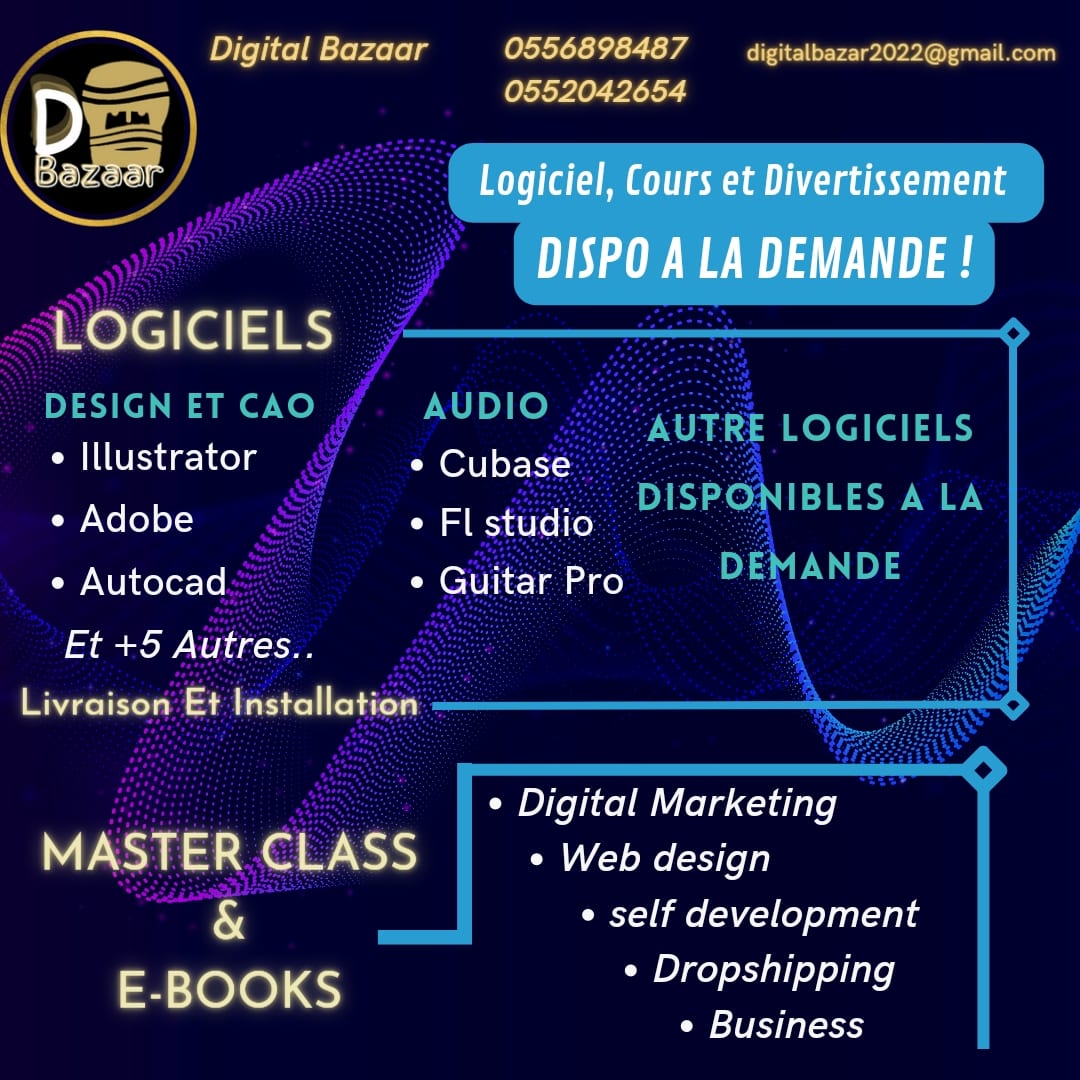 D
MTM
Bazaar
Digital Bazaar
0556898487
0552042654
digitalbazar2022@gmail.com
Logiciel, Cours et Divertissement
DISPO A LA DEMANDE !
LOGICIELS
DESIGN ET CAO
• Illustrator
• Adobe
• Autocad
Et +5 Autres..
AUDIO
• Cubase
• Fl studio
• Guitar Pro
AUTRE LOGICIELS
DISPONIBLES A LA
DEMANDE
Livraison Et Installation
MASTER CLASS
&
E-BOOKS
• Digital Marketing
• Web design
• self development
• Dropshipping
• Business